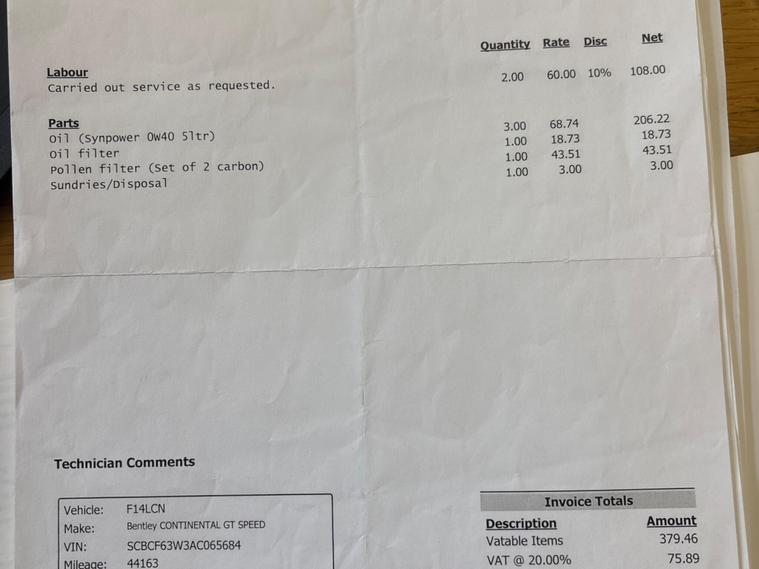 Quantity Rate Disc Net
Labour
Carried out service as requested. 2.00 60.00 10% 108.00
Parts
Oil (Synpower 0W40 5ltr) 3.00 68.74 206.22
Oil filter 1.00 18.73 18.73
Pollen filter (Set of 2 carbon) 1.00 43.51 43.51
Sundries/Disposal 1.00 3.00 3.00
Technician Comments
Vehicle: F14LCN
Make: Bentley CONTINENTAL GT SPEED
VIN: SCBCF63W3AC065684
Mileage: 44163
Invoice Totals
Description Amount
Vatable Items 379.46
VAT @ 20.00% 75.89